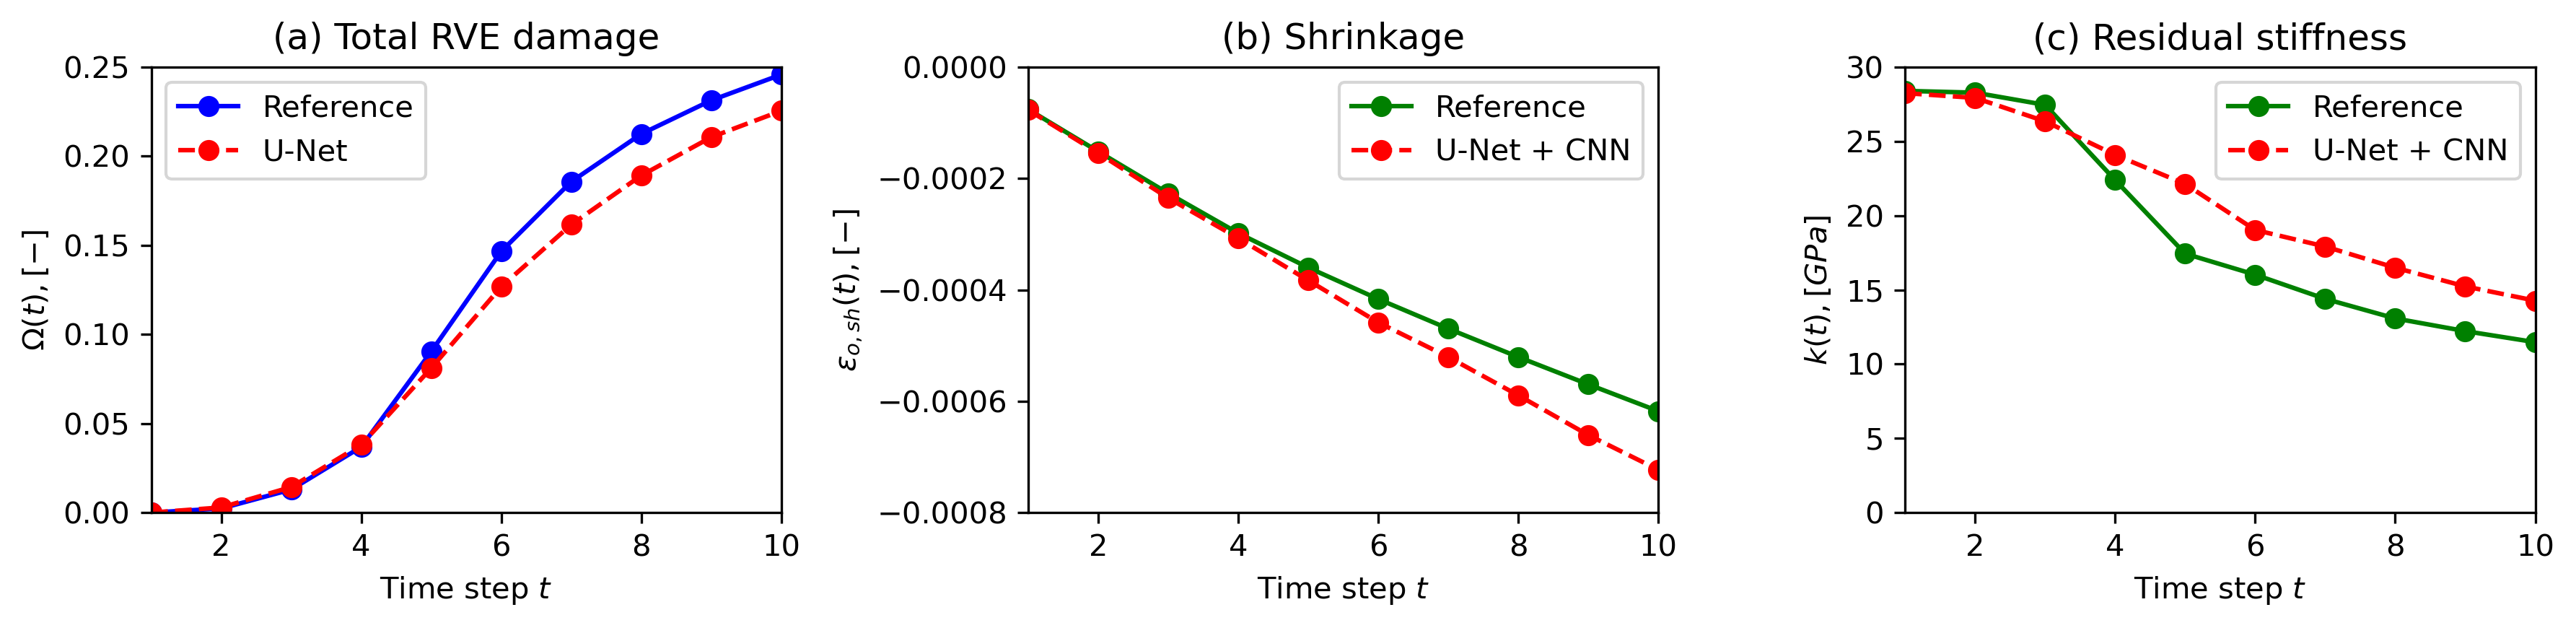 (a) Total RVE damage
0.25
0.20
0.15
0.10
0.05
0.00
Ω(t), [−]
Reference
U-Net
2 4 6 8 10
Time step t
(b) Shrinkage
0.0000
−0.0002
−0.0004
−0.0006
−0.0008
ε_{o,sh}(t), [−]
Reference
U-Net + CNN
2 4 6 8 10
Time step t
(c) Residual stiffness
30
25
20
15
10
5
0
k(t), [GPa]
Reference
U-Net + CNN
2 4 6 8 10
Time step t